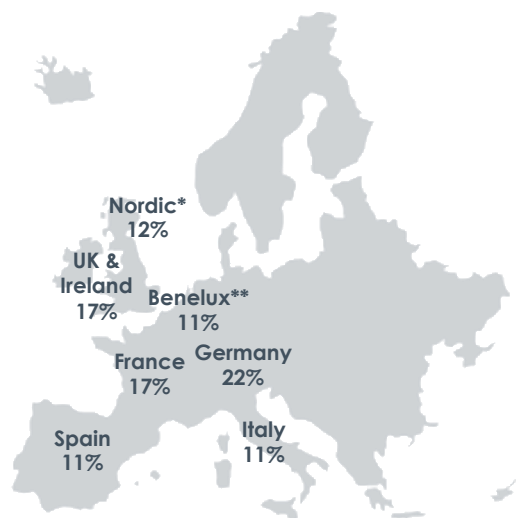 Nordic*
12%
UK &
Ireland
17%
Benelux**
11%
France
17%
Germany
22%
Spain
11%
Italy
11%